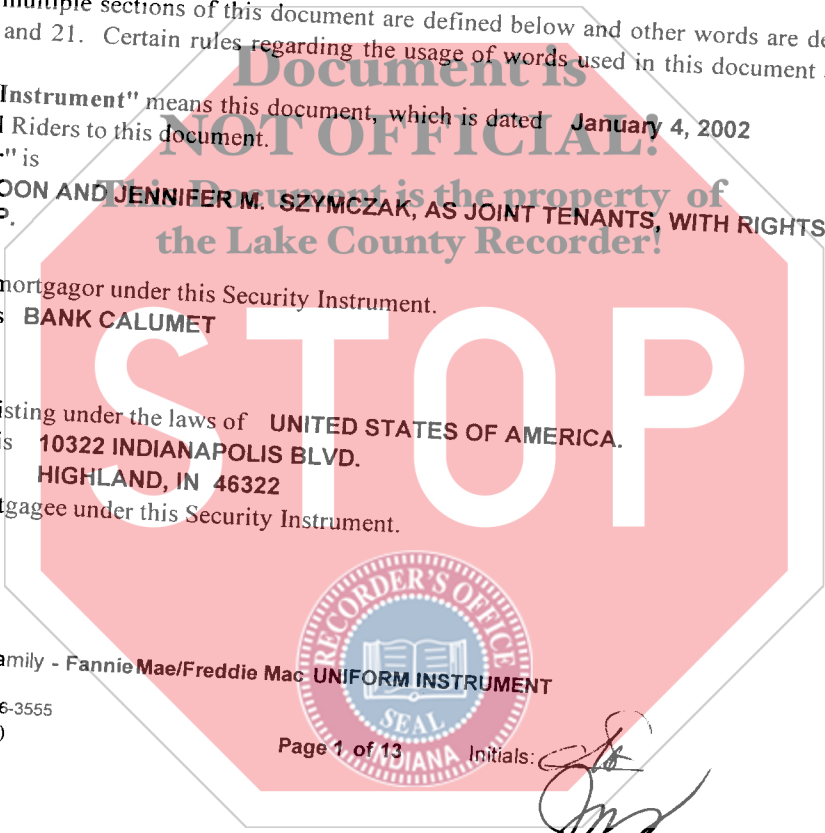 multiple sections of this document are defined below and other words are de
and 21. Certain rules regarding the usage of words used in this document
Document is
Instrument" means this document, which is dated January 4, 2002
Riders to this document.
NOT OFFICIAL!
" is
OON AND JENNIFER M. SZYMCZAK, AS JOINT TENANTS, WITH RIGHTS
This Document is the property of
P.
the Lake County Recorder!
mortgagor under this Security Instrument.
s BANK CALUMET
STOP
isting under the laws of UNITED STATES OF AMERICA.
is 10322 INDIANAPOLIS BLVD.
HIGHLAND, IN 46322
tgagee under this Security Instrument.
RECORDER'S OFFICE
SEAL
INDIANA
amily - Fannie Mae/Freddie Mac UNIFORM INSTRUMENT
6-3555
)
Page 1 of 13 Initials: